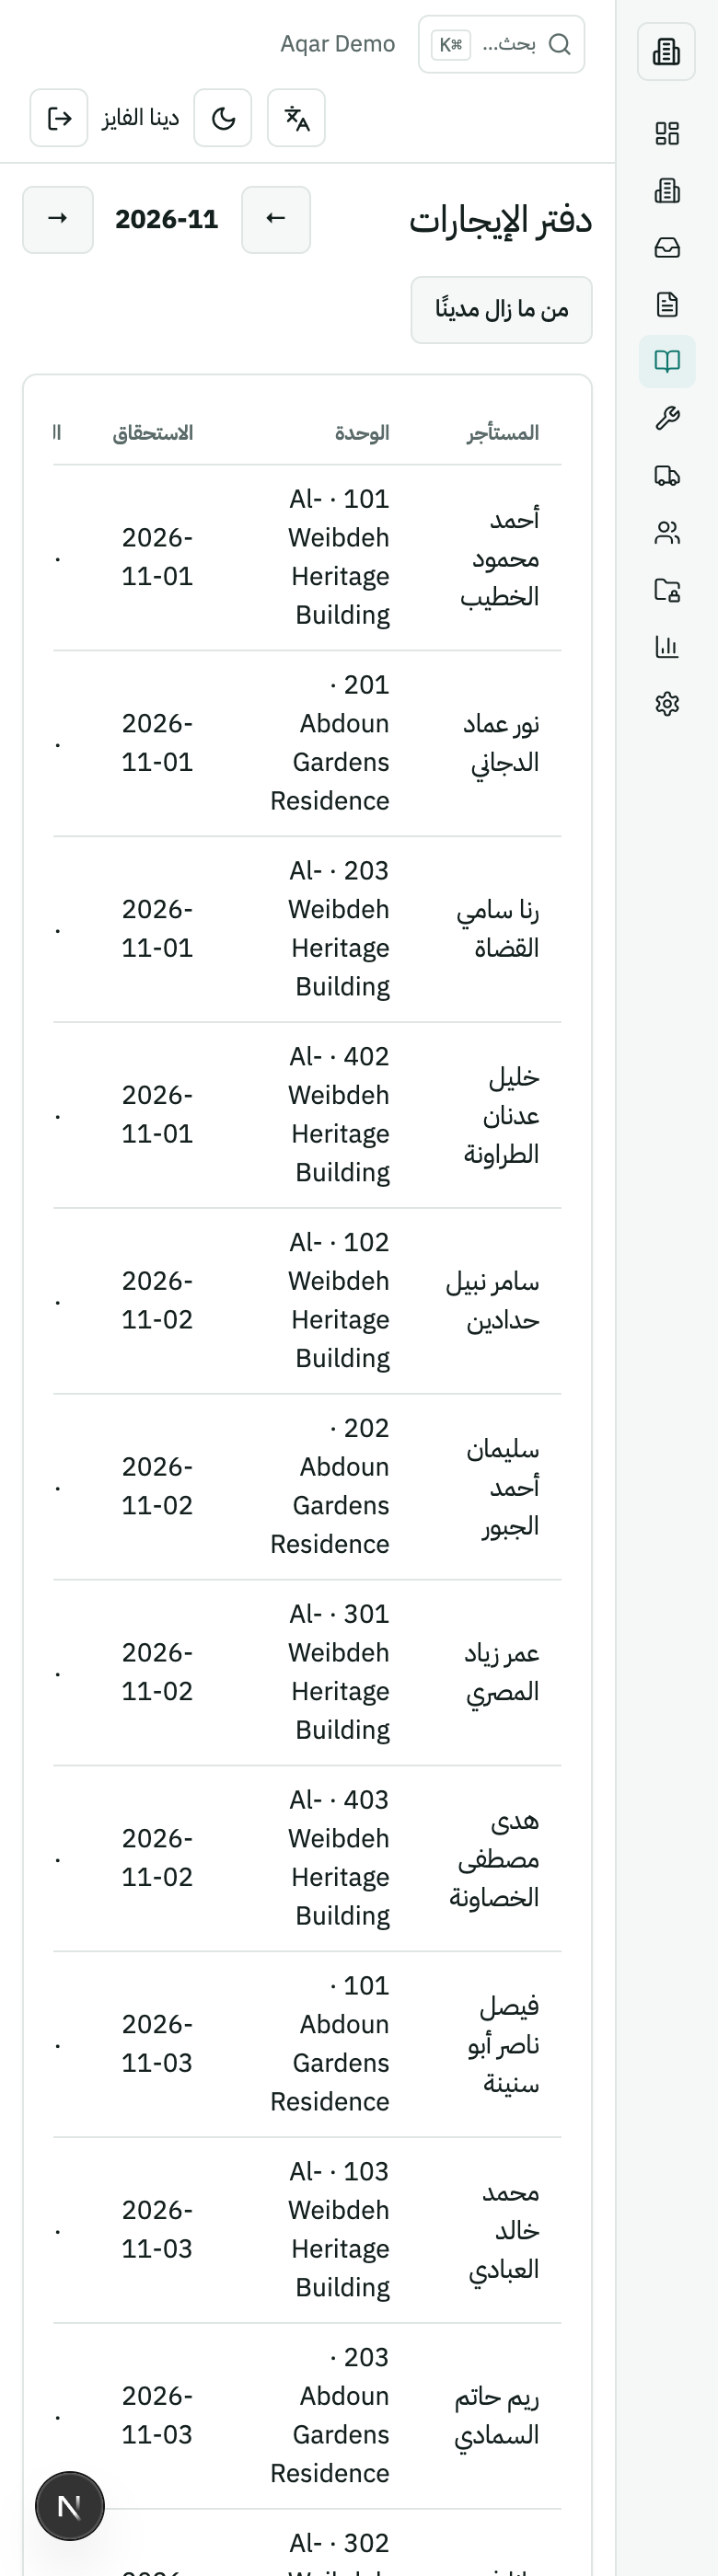 بحث... ⌘K
Aqar Demo
دينا الفايز
دفتر الإيجارات
← 2026-11 →
من ما زال مدينًا
المستأجر الوحدة الاستحقاق
أحمد
محمود
الخطيب
101 · Al-
Weibdeh
Heritage
Building
2026-
11-01
نور عماد
الدجاني
201 ·
Abdoun
Gardens
Residence
2026-
11-01
رنا سامي
القضاة
203 · Al-
Weibdeh
Heritage
Building
2026-
11-01
خليل
عدنان
الطراونة
402 · Al-
Weibdeh
Heritage
Building
2026-
11-01
سامر نبيل
حدادين
102 · Al-
Weibdeh
Heritage
Building
2026-
11-02
سليمان
أحمد
الجبور
202 ·
Abdoun
Gardens
Residence
2026-
11-02
عمر زياد
المصري
301 · Al-
Weibdeh
Heritage
Building
2026-
11-02
هدى
مصطفى
الخصاونة
403 · Al-
Weibdeh
Heritage
Building
2026-
11-02
فيصل
ناصر أبو
سنينة
101 ·
Abdoun
Gardens
Residence
2026-
11-03
محمد
خالد
العبادي
103 · Al-
Weibdeh
Heritage
Building
2026-
11-03
ريم حاتم
السمادي
203 ·
Abdoun
Gardens
Residence
2026-
11-03
302 · Al-
N